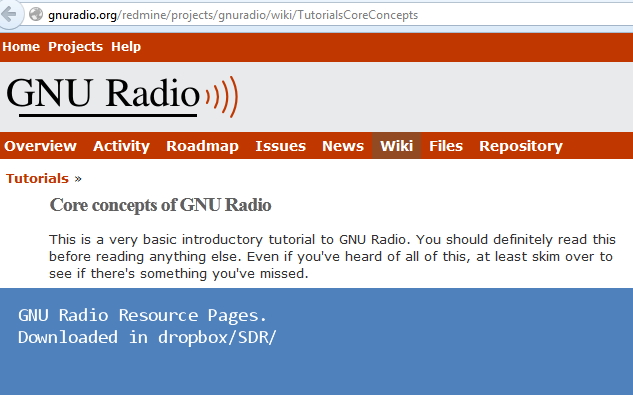 gnuradio.org/redmine/projects/gnuradio/wiki/TutorialsCoreConcepts
Home Projects Help
GNU Radio
Overview Activity Roadmap Issues News Wiki Files Repository
Tutorials »
Core concepts of GNU Radio
This is a very basic introductory tutorial to GNU Radio. You should definitely read this
before reading anything else. Even if you've heard of all of this, at least skim over to
see if there's something you've missed.
GNU Radio Resource Pages.
Downloaded in dropbox/SDR/